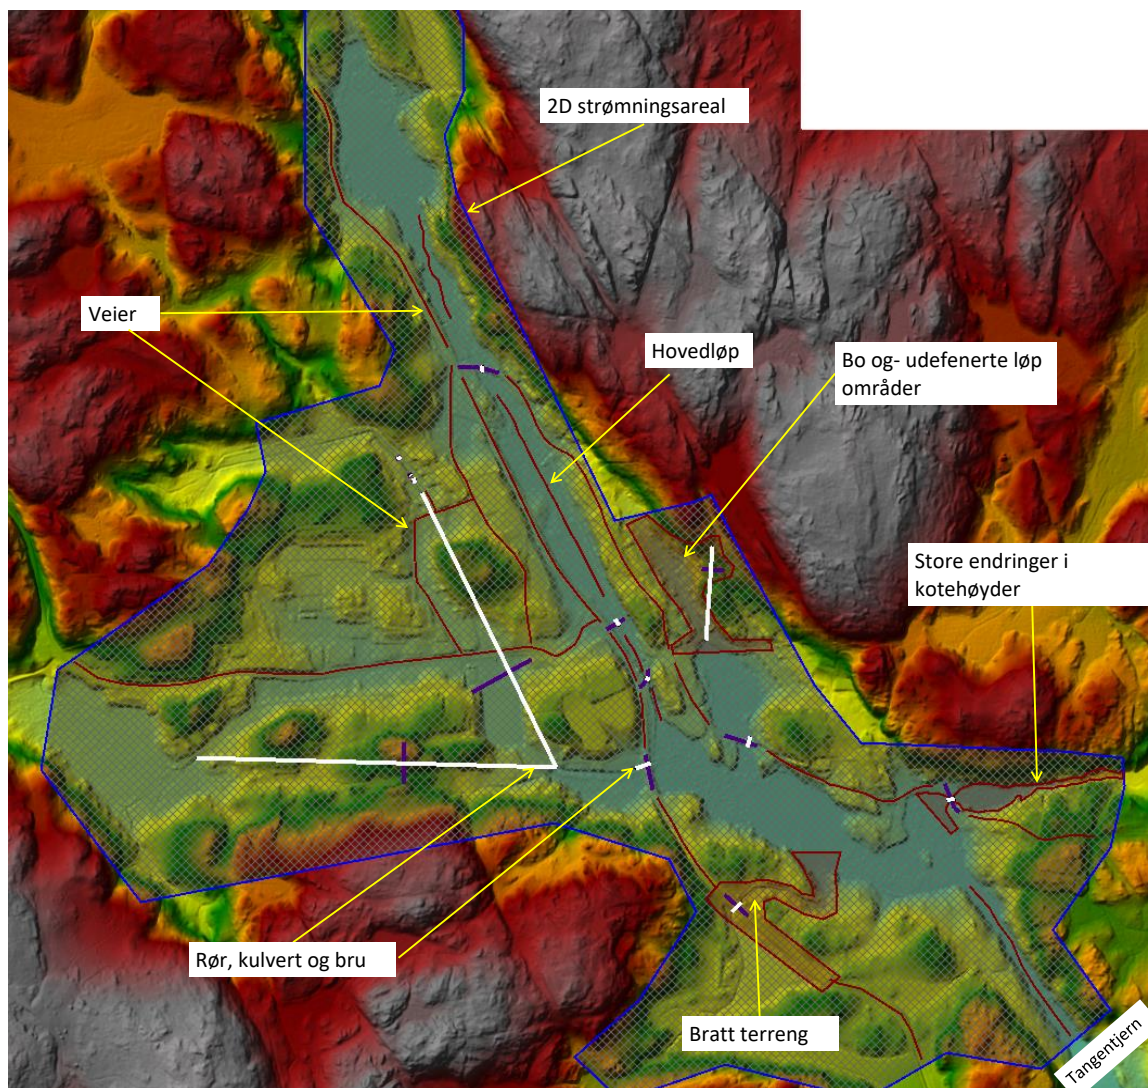 2D strømningsareal
Veier
Hovedløp
Bo og- udefenerte løp
områder
Store endringer i
kotehøyder
Rør, kulvert og bru
Bratt terreng
Tangentjern